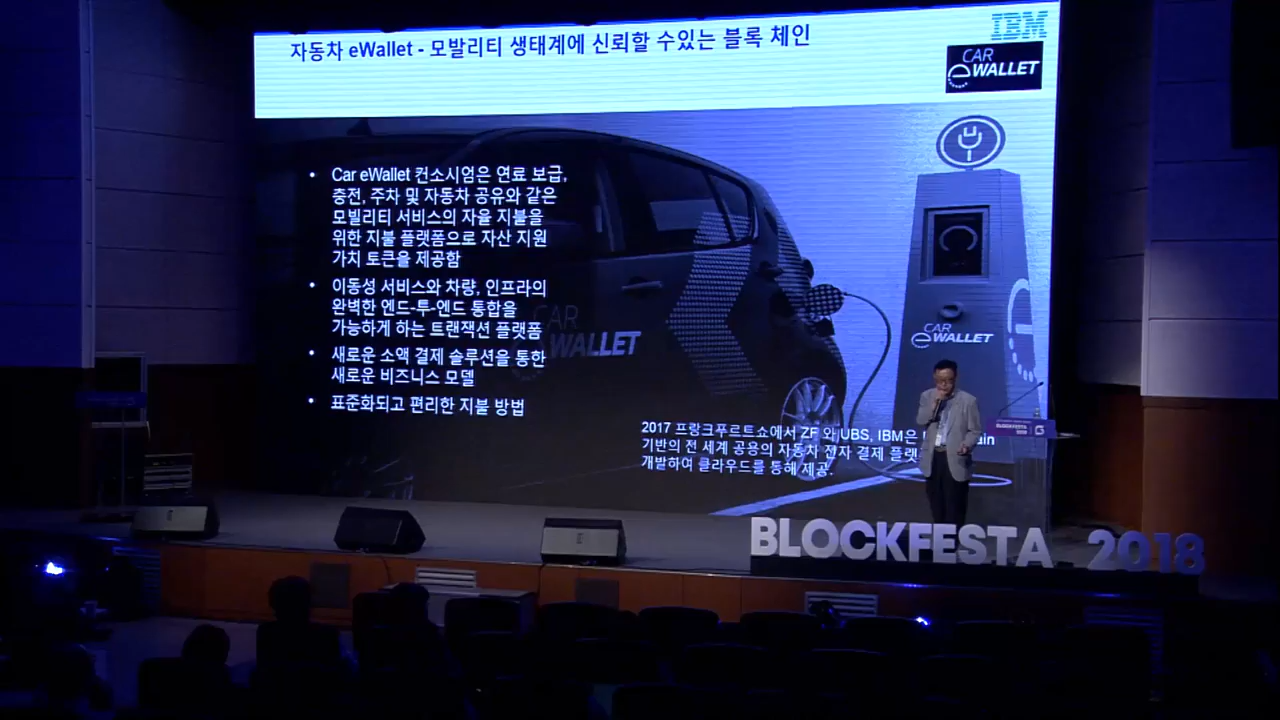 자동차 eWallet - 모발리티 생태계에 신뢰할 수있는 블록 체인
IBM
CAR
eWALLET
• Car eWallet 컨소시엄은 연료 보급,
충전, 주차 및 자동차 공유와 같은
모빌리티 서비스의 자율 지불을
위한 지불 플랫폼으로 자산 지원
가치 토큰을 제공함
• 이동성 서비스와 차량, 인프라의
완벽한 엔드-투-엔드 통합을
가능하게 하는 트랜잭션 플랫폼
• 새로운 소액 결제 솔루션을 통한
새로운 비즈니스 모델
• 표준화되고 편리한 지불 방법
CAR
WALLET
CAR
eWALLET
2017 프랑크푸르트쇼에서 ZF 와 UBS, IBM은
기반의 전 세계 공용의 자동차 전자 결제
개발하여 클라우드를 통해 제공.
BLOCKFESTA
2018
BLOCKFESTA 2018